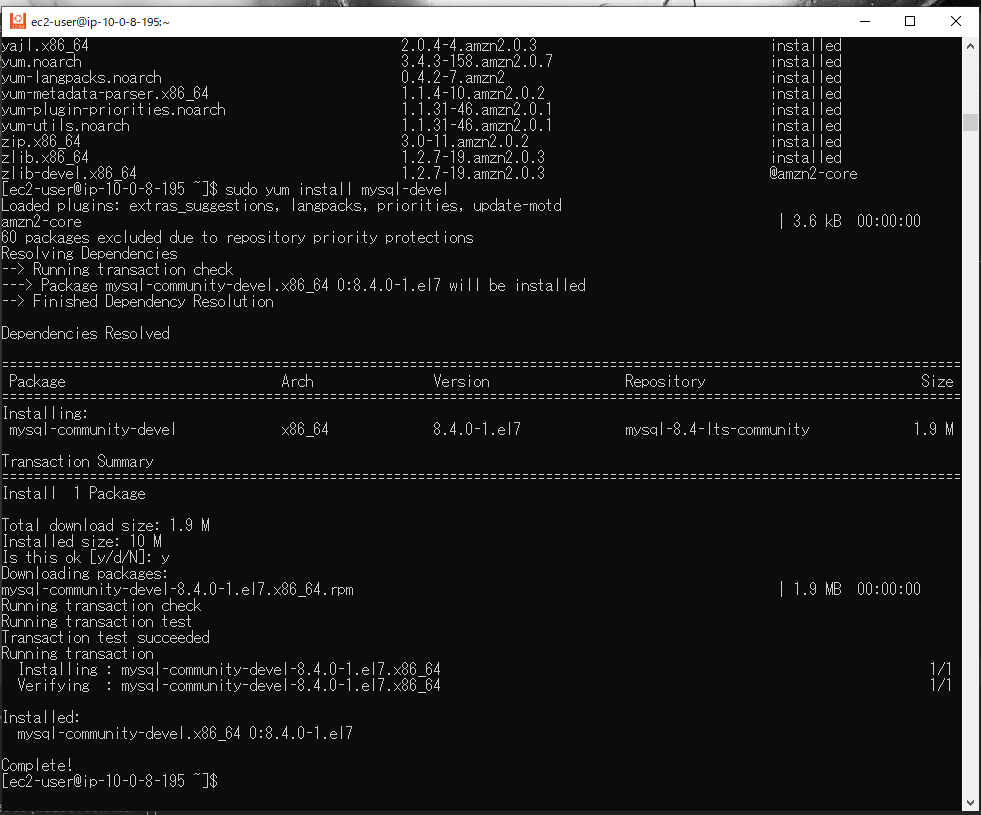 ec2-user@ip-10-0-8-195:~
yajl.x86_64 2.0.4-4.amzn2.0.3 installed
yum.noarch 3.4.3-158.amzn2.0.7 installed
yum-langpacks.noarch 0.4.2-7.amzn2 installed
yum-metadata-parser.x86_64 1.1.4-10.amzn2.0.2 installed
yum-plugin-priorities.noarch 1.1.31-46.amzn2.0.1 installed
yum-utils.noarch 1.1.31-46.amzn2.0.1 installed
zip.x86_64 3.0-11.amzn2.0.2 installed
zlib.x86_64 1.2.7-19.amzn2.0.3 installed
zlib-devel.x86_64 1.2.7-19.amzn2.0.3 @amzn2-core
[ec2-user@ip-10-0-8-195 ~]$ sudo yum install mysql-devel
Loaded plugins: extras_suggestions, langpacks, priorities, update-motd
amzn2-core | 3.6 kB 00:00:00
60 packages excluded due to repository priority protections
Resolving Dependencies
--> Running transaction check
---> Package mysql-community-devel.x86_64 0:8.4.0-1.el7 will be installed
--> Finished Dependency Resolution
Dependencies Resolved
Package Arch Version Repository Size
Installing:
mysql-community-devel x86_64 8.4.0-1.el7 mysql-8.4-lts-community 1.9 M
Transaction Summary
Install 1 Package
Total download size: 1.9 M
Installed size: 10 M
Is this ok [y/d/N]: y
Downloading packages:
mysql-community-devel-8.4.0-1.el7.x86_64.rpm | 1.9 MB 00:00:00
Running transaction check
Running transaction test
Transaction test succeeded
Running transaction
Installing : mysql-community-devel-8.4.0-1.el7.x86_64 1/1
Verifying : mysql-community-devel-8.4.0-1.el7.x86_64 1/1
Installed:
mysql-community-devel.x86_64 0:8.4.0-1.el7
Complete!
[ec2-user@ip-10-0-8-195 ~]$